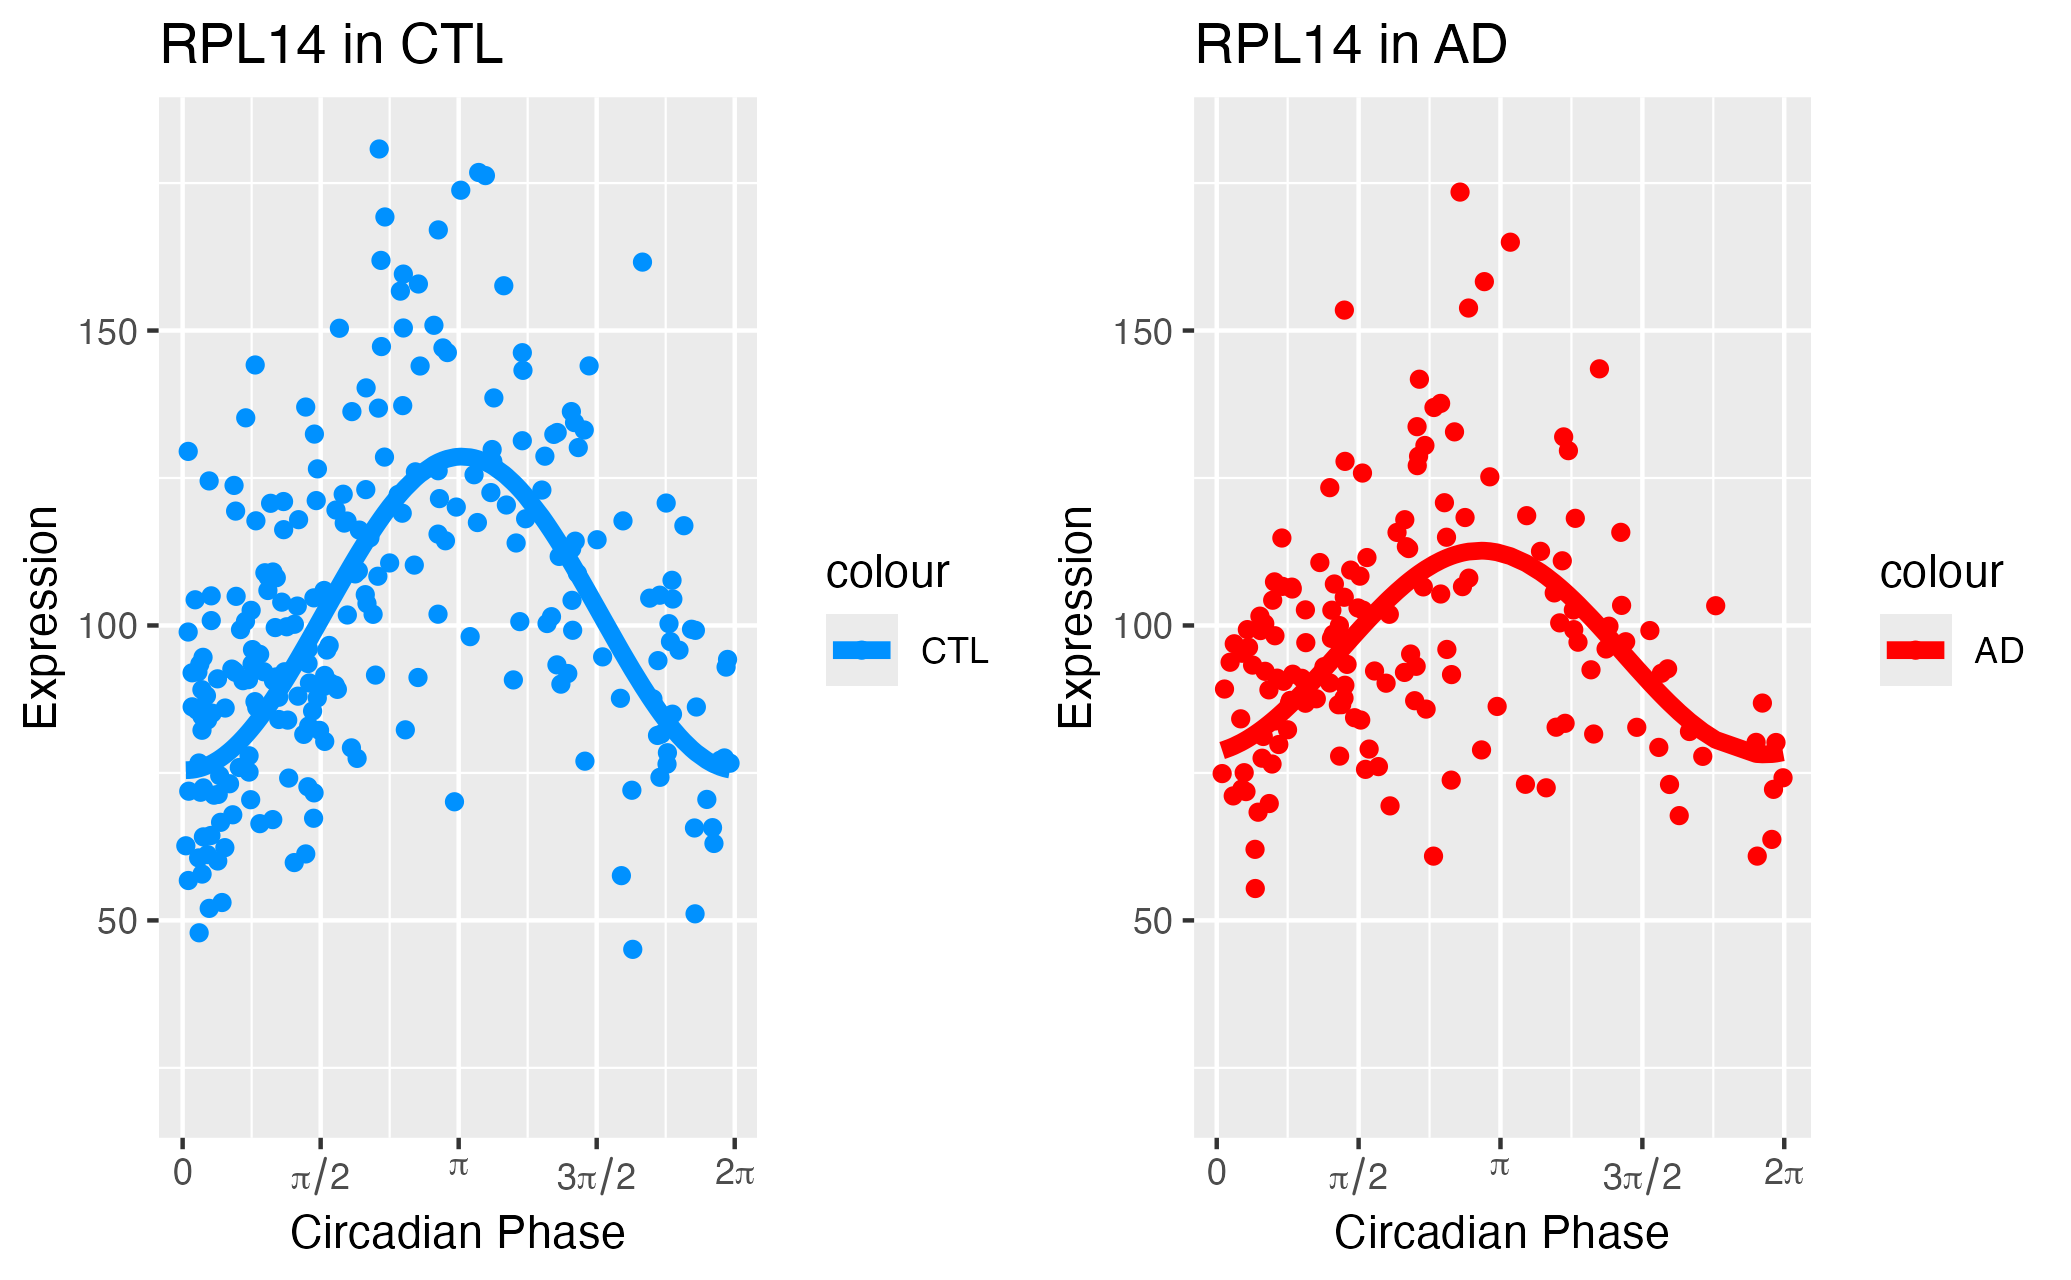 RPL14 in CTL
Expression
150
100
50
0 π/2 π 3π/2 2π
Circadian Phase
colour
CTL
RPL14 in AD
Expression
150
100
50
0 π/2 π 3π/2 2π
Circadian Phase
colour
AD